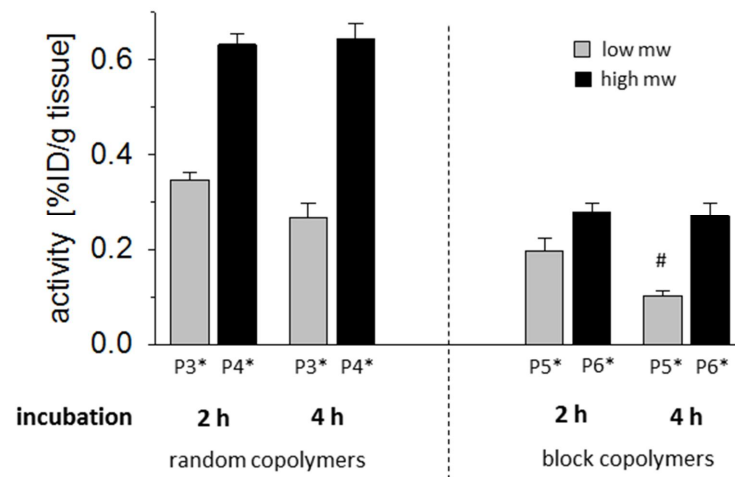 activity [%ID/g tissue]
0.6
0.4
0.2
0.0
low mw
high mw
#
P3* P4* P3* P4* P5* P6* P5* P6*
incubation 2 h 4 h 2 h 4 h
random copolymers block copolymers